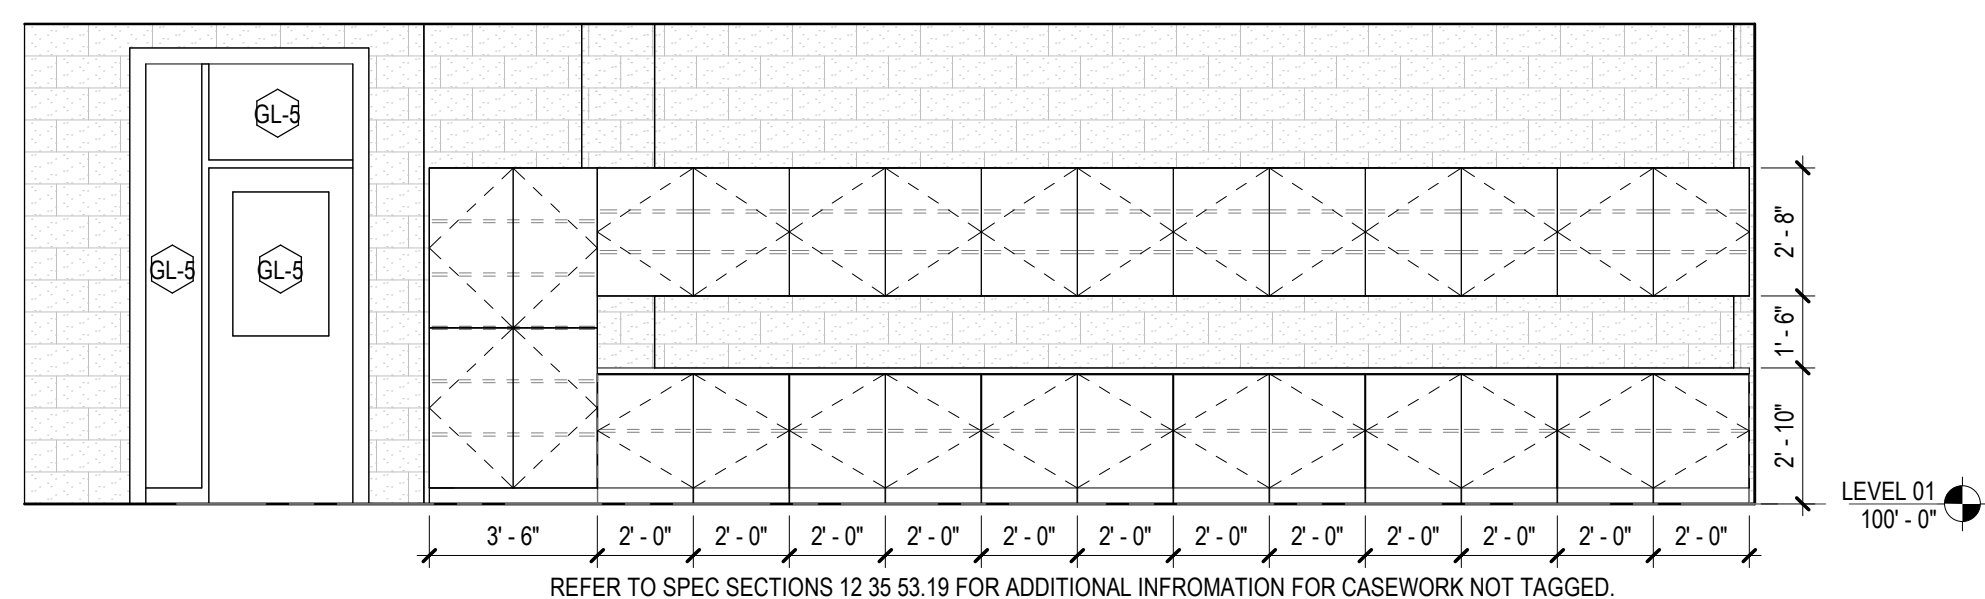 GL-5
GL-5
GL-5
2' - 8"
1' - 6"
2' - 10"
LEVEL 01
100' - 0"
3' - 6"
2' - 0"
2' - 0"
2' - 0"
2' - 0"
2' - 0"
2' - 0"
2' - 0"
2' - 0"
2' - 0"
2' - 0"
2' - 0"
2' - 0"
REFER TO SPEC SECTIONS 12 35 53.19 FOR ADDITIONAL INFROMATION FOR CASEWORK NOT TAGGED.